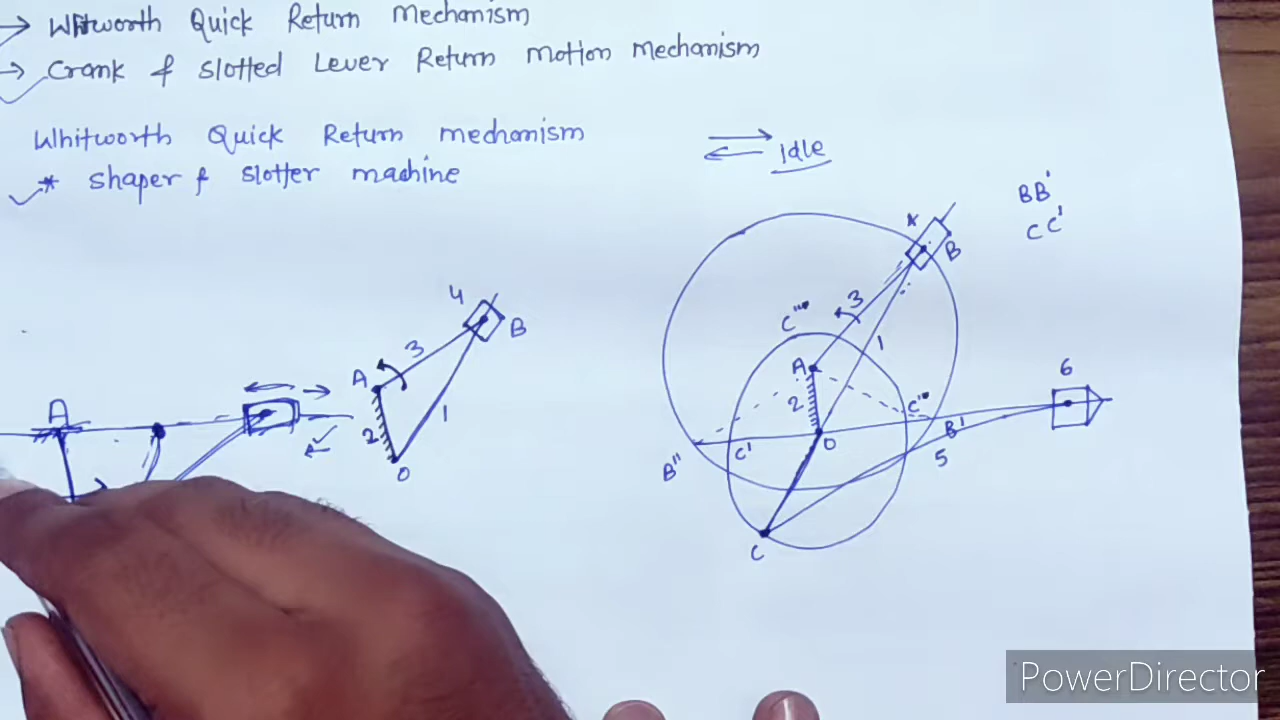 → Whitworth Quick Return Mechanism
→ Crank & Slotted Lever Return Motion Mechanism
Whitworth Quick Return mechanism
* Shaper & slotter machine
Idle
BB'
CC'
A
4
B
3
A
1
2
O
B
3
C'''
1
A
2
6
C''
B'
O
C'
B''
5
C
PowerDirector